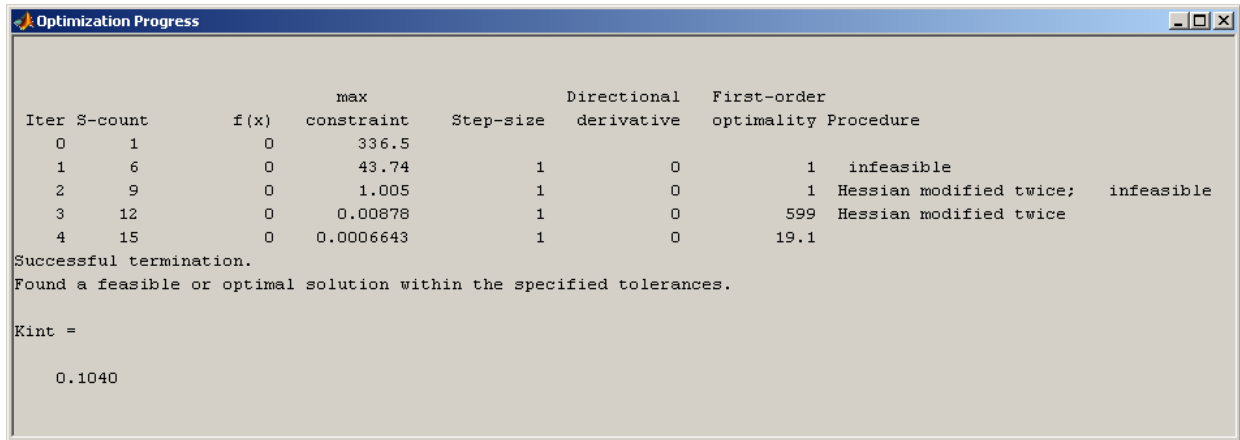 Optimization Progress
max Directional First-order
Iter S-count f(x) constraint Step-size derivative optimality Procedure
0 1 0 336.5
1 6 0 43.74 1 0 1 infeasible
2 9 0 1.005 1 0 1 Hessian modified twice; infeasible
3 12 0 0.00878 1 0 599 Hessian modified twice
4 15 0 0.0006643 1 0 19.1
Successful termination.
Found a feasible or optimal solution within the specified tolerances.
Kint =
0.1040